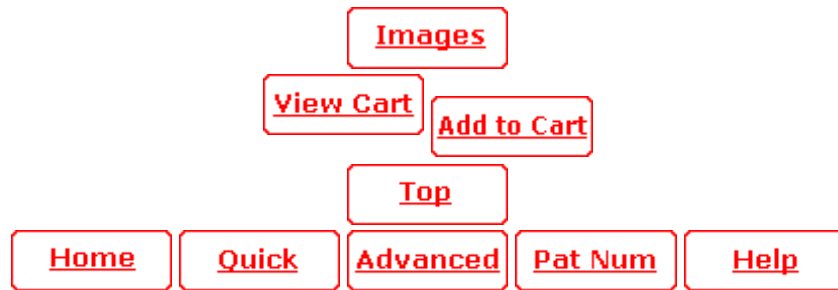 Images
View Cart
Add to Cart
Top
Home Quick Advanced Pat Num Help